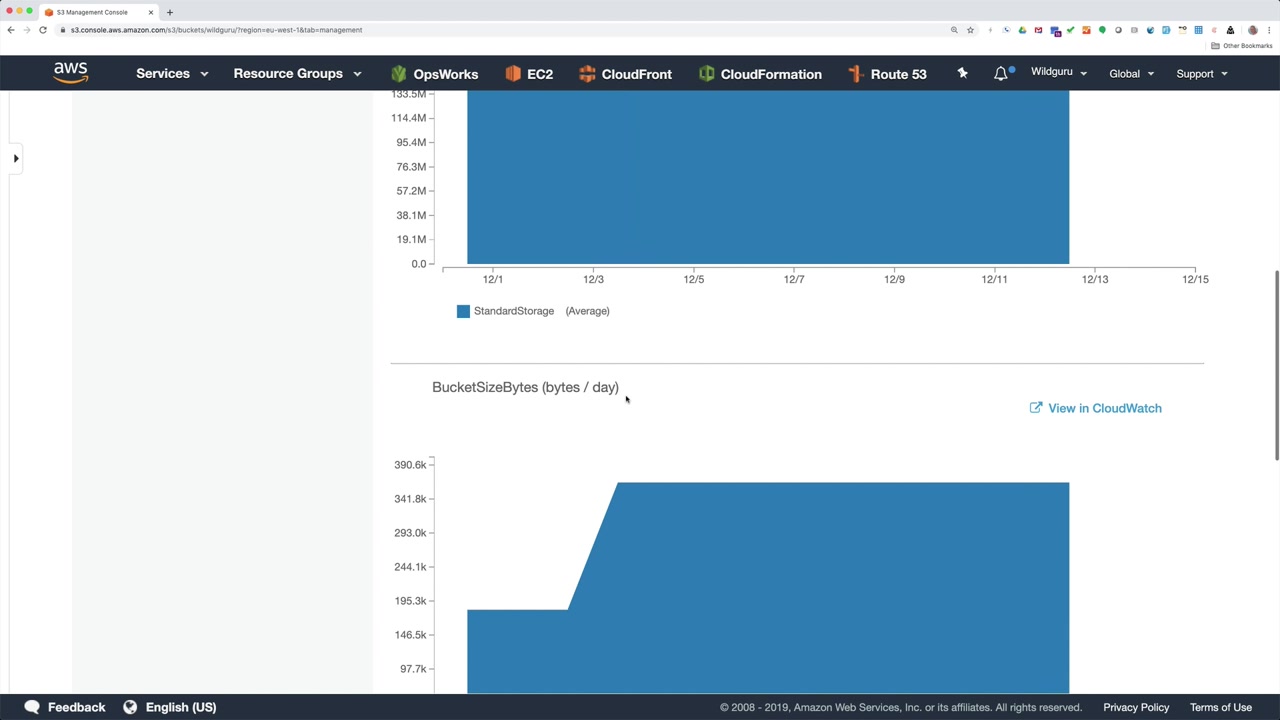 S3 Management Console
s3.console.aws.amazon.com/s3/buckets/wildguru/?region=eu-west-1&tab=management
Other Bookmarks
aws
Services
Resource Groups
OpsWorks
EC2
CloudFront
CloudFormation
Route 53
Wildguru
Global
Support
133.5M
114.4M
95.4M
76.3M
57.2M
38.1M
19.1M
0.0
12/1 12/3 12/5 12/7 12/9 12/11 12/13 12/15
StandardStorage (Average)
BucketSizeBytes (bytes / day)
View in CloudWatch
390.6k
341.8k
293.0k
244.1k
195.3k
146.5k
97.7k
Feedback
English (US)
© 2008 - 2019, Amazon Web Services, Inc. or its affiliates. All rights reserved.
Privacy Policy
Terms of Use